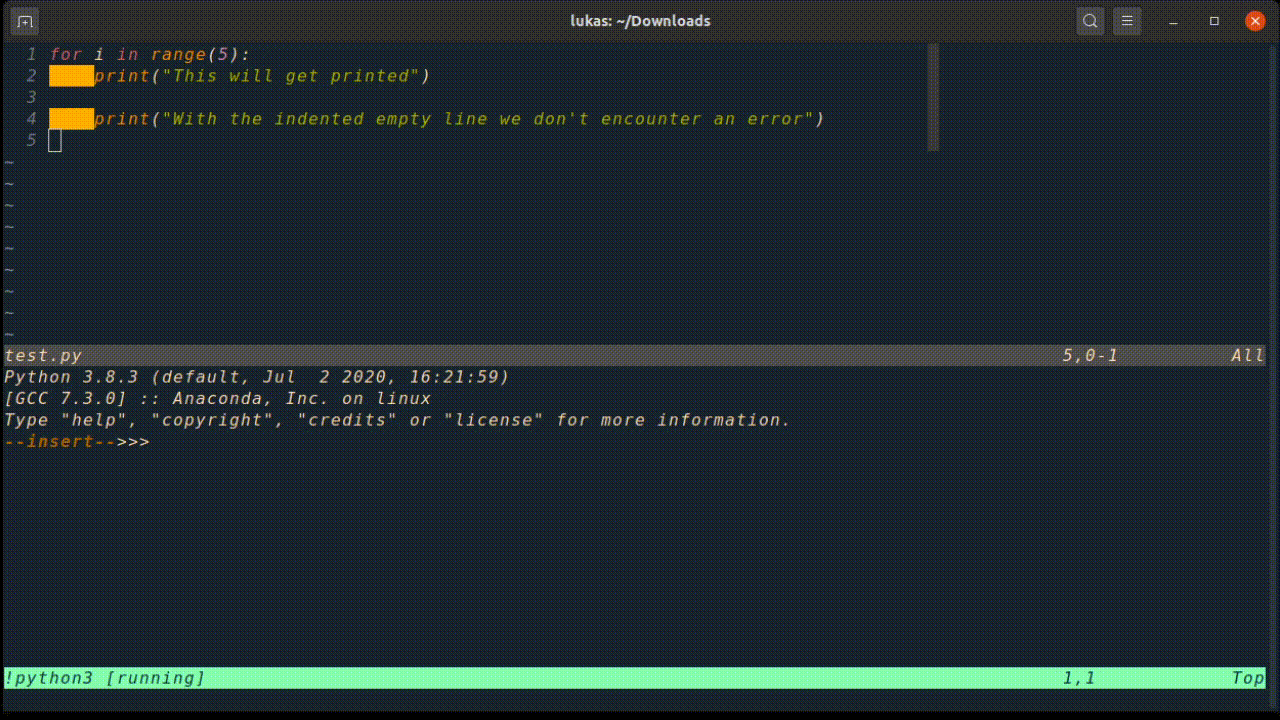 lukas: ~/Downloads
1 for i in range(5):
2     print("This will get printed")
3
4     print("With the indented empty line we don't encounter an error")
5
~
~
~
~
~
~
~
~
~
test.py 5,0-1 All
Python 3.8.3 (default, Jul  2 2020, 16:21:59)
[GCC 7.3.0] :: Anaconda, Inc. on linux
Type "help", "copyright", "credits" or "license" for more information.
--insert-->>>
!python3 [running] 1,1 Top